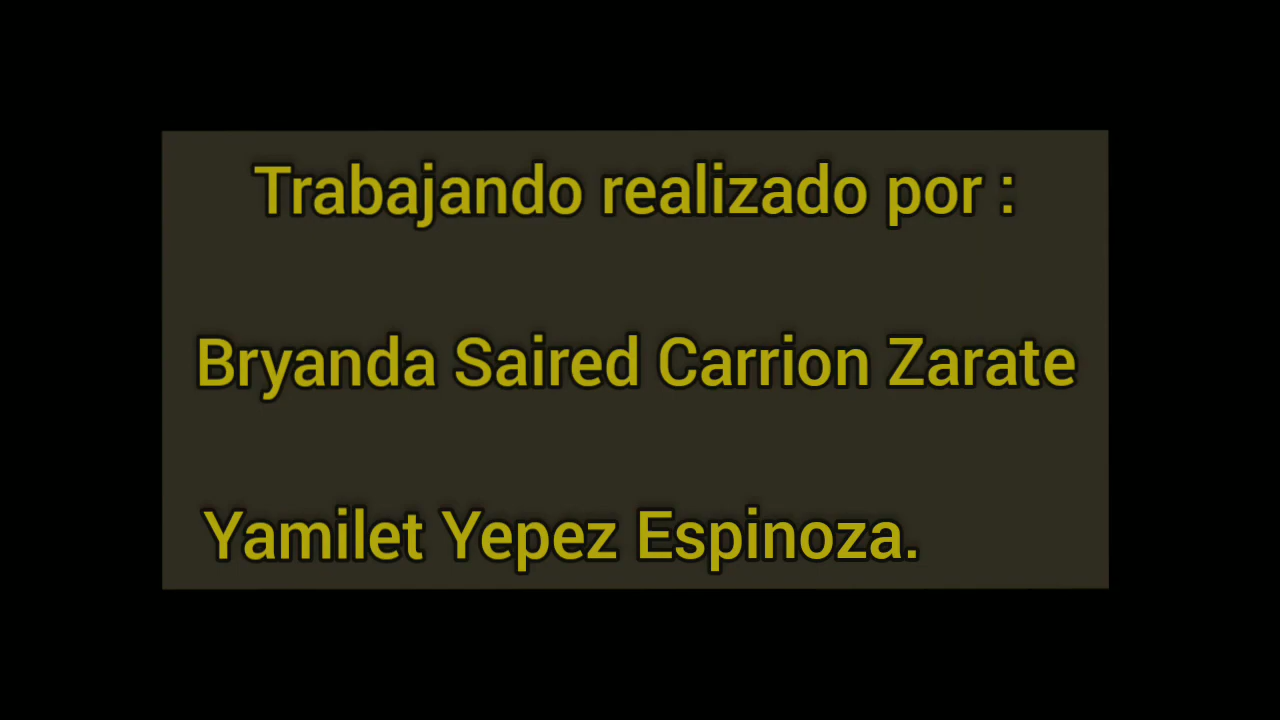 Trabajando realizado por :
Bryanda Saired Carrion Zarate
Yamilet Yepez Espinoza.